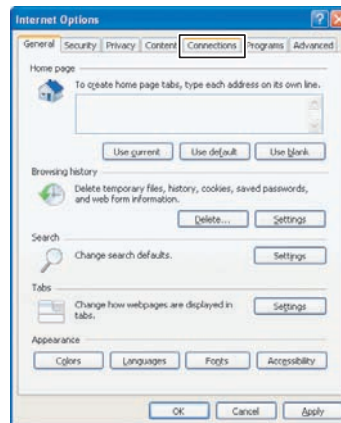 Internet Options
General Security Privacy Content Connections Programs Advanced
Home page
To create home page tabs, type each address on its own line.
Use current Use default Use blank
Browsing history
Delete temporary files, history, cookies, saved passwords,
and web form information.
Delete... Settings
Search
Change search defaults. Settings
Tabs
Change how webpages are displayed in
tabs. Settings
Appearance
Colors Languages Fonts Accessibility
OK Cancel Apply